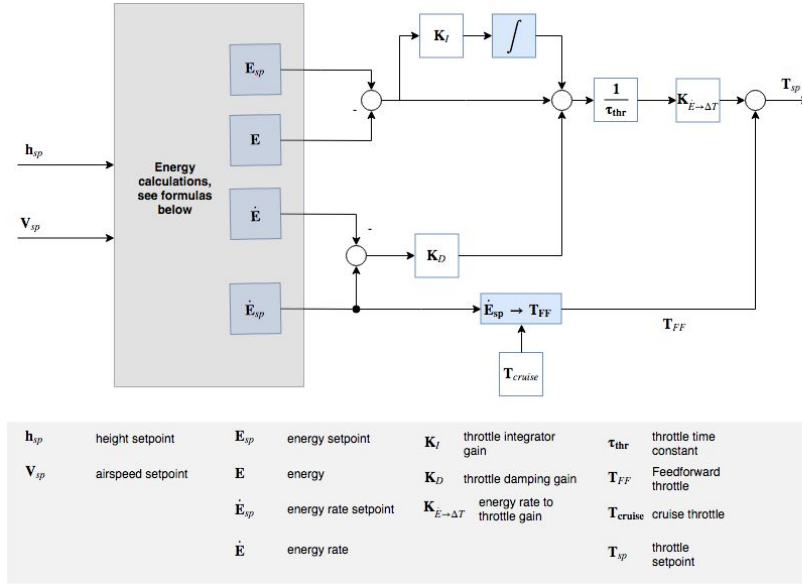 K_I
∫
E_sp
T_sp
1
τ_thr
K_Ė→ΔT
-
E
h_sp
Energy
calculations,
see formulas
below
Ė
V_sp
-
K_D
Ė_sp
Ė_sp → T_FF
T_FF
T_cruise
h_sp height setpoint
V_sp airspeed setpoint
E_sp energy setpoint
E energy
Ė_sp energy rate setpoint
Ė energy rate
K_I throttle integrator
gain
K_D throttle damping gain
K_Ė→ΔT energy rate to
throttle gain
τ_thr throttle time
constant
T_FF Feedforward
throttle
T_cruise cruise throttle
T_sp throttle
setpoint